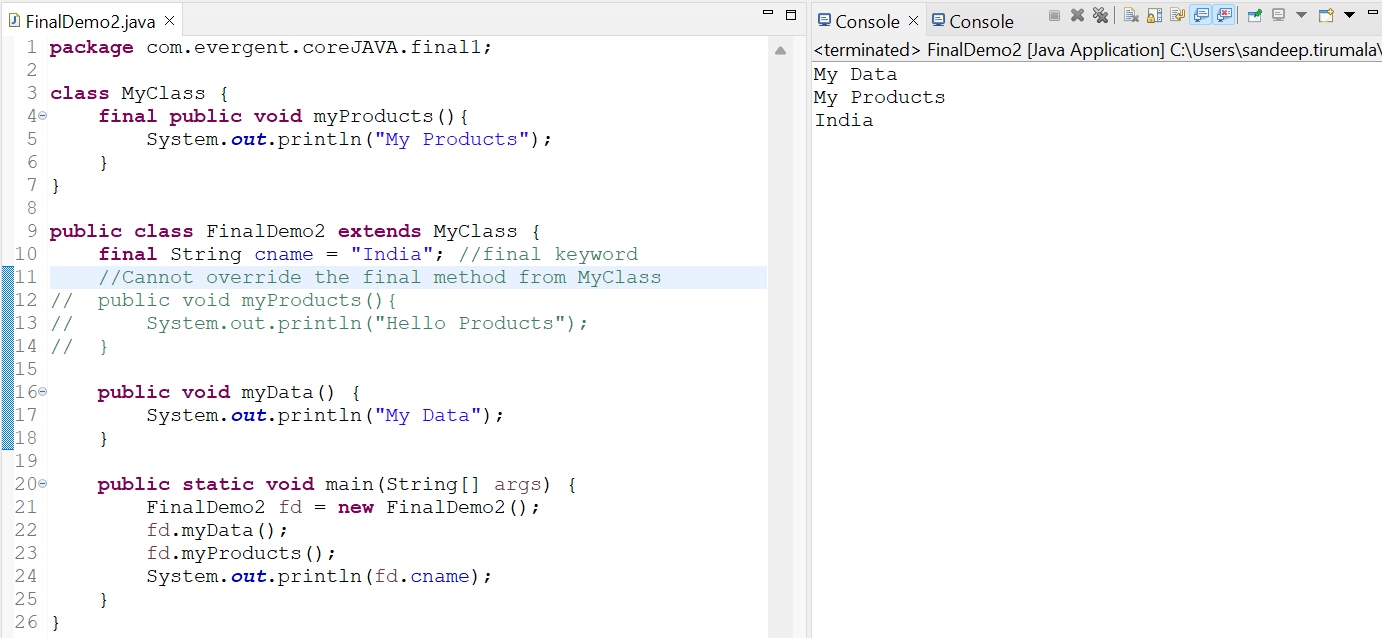 FinalDemo2.java
1 package com.evergent.coreJAVA.final1;
2
3 class MyClass {
4 final public void myProducts(){
5 System.out.println("My Products");
6 }
7 }
8
9 public class FinalDemo2 extends MyClass {
10 final String cname = "India"; //final keyword
11 //Cannot override the final method from MyClass
12 // public void myProducts(){
13 // System.out.println("Hello Products");
14 // }
15
16 public void myData() {
17 System.out.println("My Data");
18 }
19
20 public static void main(String[] args) {
21 FinalDemo2 fd = new FinalDemo2();
22 fd.myData();
23 fd.myProducts();
24 System.out.println(fd.cname);
25 }
26 }
Console Console
<terminated> FinalDemo2 [Java Application] C:\Users\sandeep.tirumala\
My Data
My Products
India